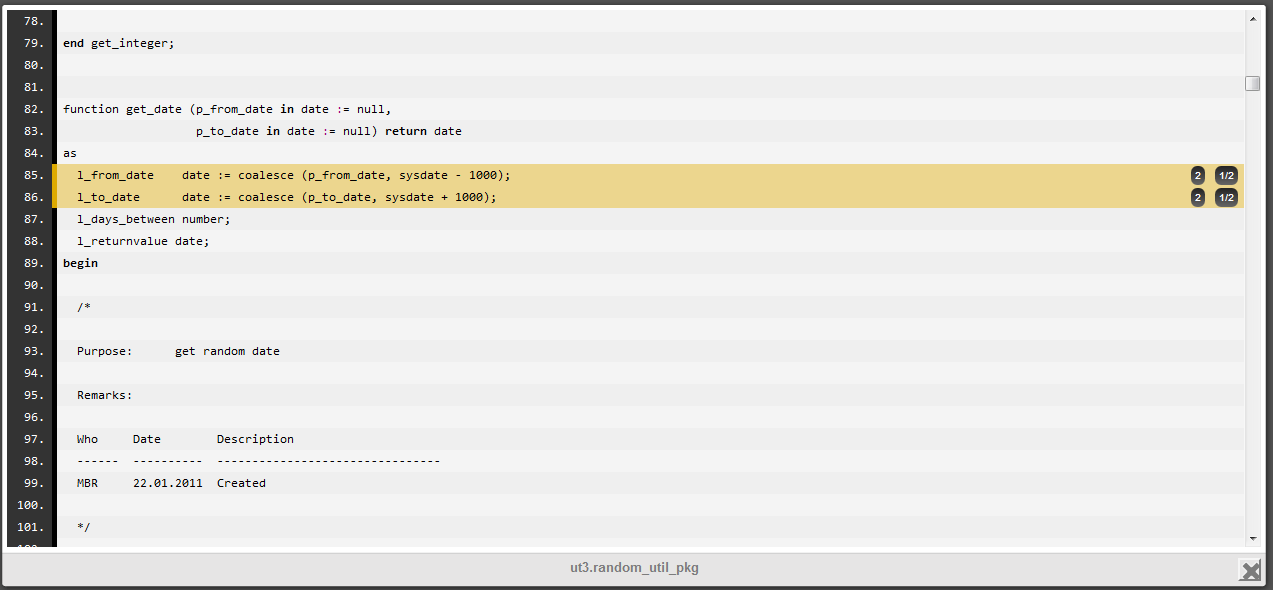 78.
79. end get_integer;
80.
81.
82. function get_date (p_from_date in date := null,
83.                    p_to_date in date := null) return date
84. as
85.   l_from_date    date := coalesce (p_from_date, sysdate - 1000); 2 1/2
86.   l_to_date      date := coalesce (p_to_date, sysdate + 1000); 2 1/2
87.   l_days_between number;
88.   l_returnvalue date;
89. begin
90.
91.   /*
92.
93.   Purpose:      get random date
94.
95.   Remarks:
96.
97.   Who     Date        Description
98.   ------  ----------  --------------------------------
99.   MBR     22.01.2011  Created
100.
101.   */
ut3.random_util_pkg